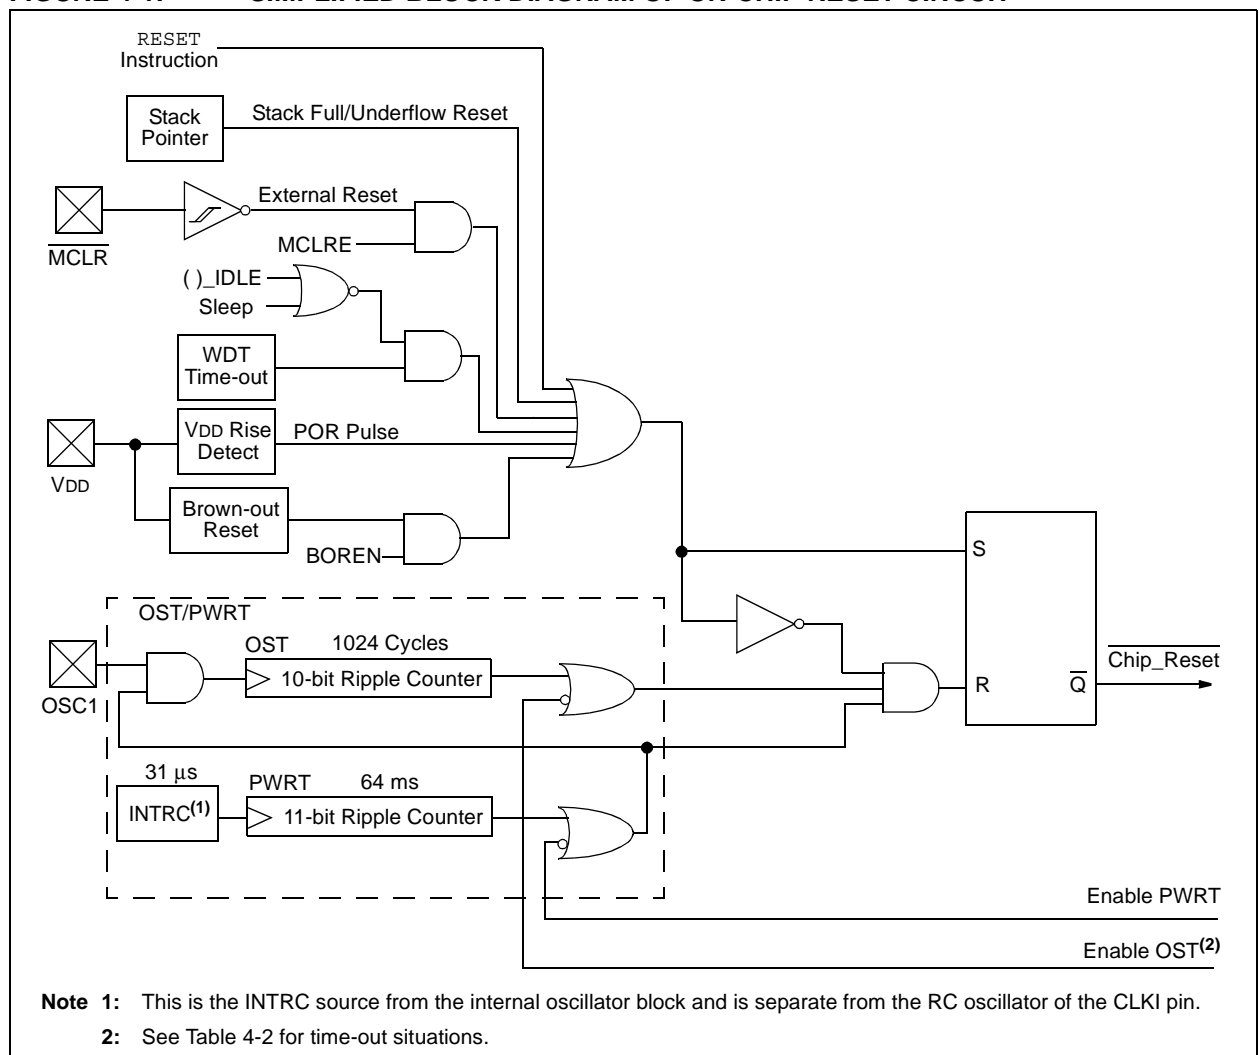 RESET
Instruction
Stack
Pointer
Stack Full/Underflow Reset
External Reset
MCLR
MCLRE
( )_IDLE
Sleep
WDT
Time-out
VDD Rise
Detect
POR Pulse
VDD
Brown-out
Reset
BOREN
S
OST/PWRT
OST 1024 Cycles
10-bit Ripple Counter
OSC1
Chip_Reset
R
Q
31 μs
PWRT 64 ms
INTRC(1)
11-bit Ripple Counter
Enable PWRT
Enable OST(2)
Note 1: This is the INTRC source from the internal oscillator block and is separate from the RC oscillator of the CLKI pin.
2: See Table 4-2 for time-out situations.